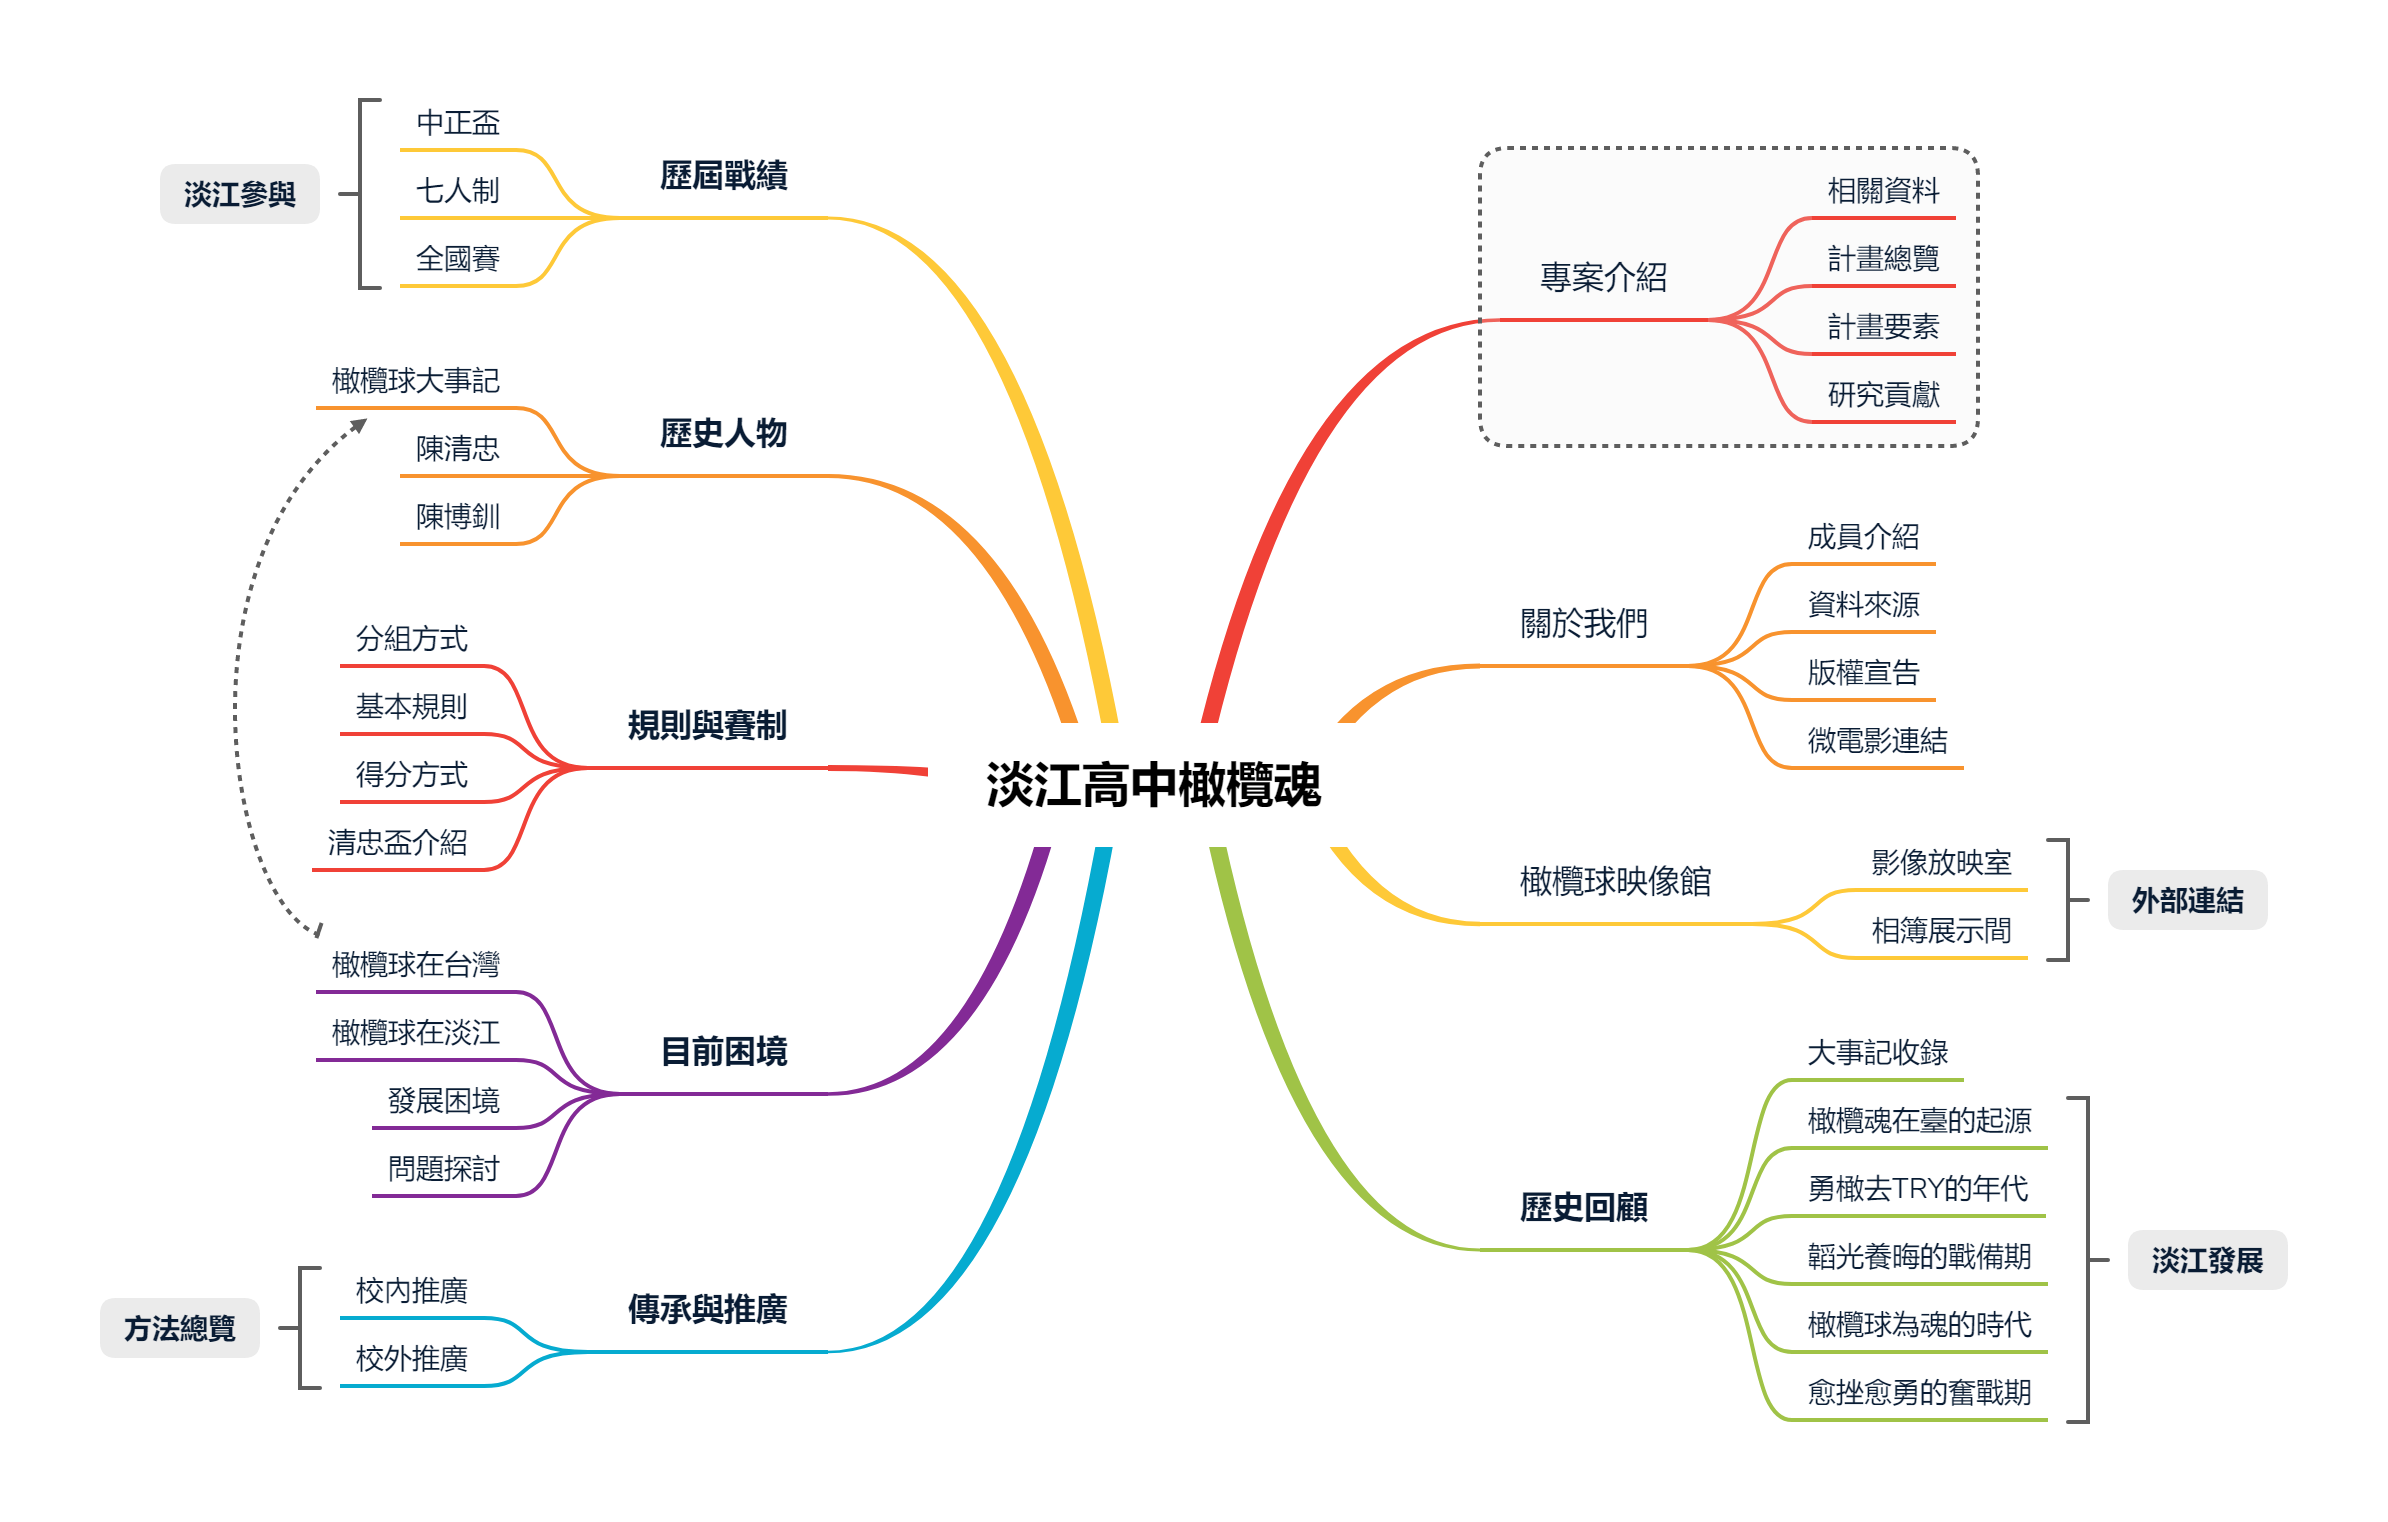 淡江高中橄欖魂
專案介紹
相關資料
計畫總覽
計畫要素
研究貢獻
關於我們
成員介紹
資料來源
版權宣告
微電影連結
橄欖球映像館
影像放映室
相簿展示間
外部連結
歷史回顧
大事記收錄
橄欖魂在臺的起源
勇橄去TRY的年代
韜光養晦的戰備期
橄欖球為魂的時代
愈挫愈勇的奮戰期
淡江發展
歷屆戰績
中正盃
七人制
全國賽
淡江參與
歷史人物
橄欖球大事記
陳清忠
陳博釧
規則與賽制
分組方式
基本規則
得分方式
清忠盃介紹
目前困境
橄欖球在台灣
橄欖球在淡江
發展困境
問題探討
傳承與推廣
校內推廣
校外推廣
方法總覽